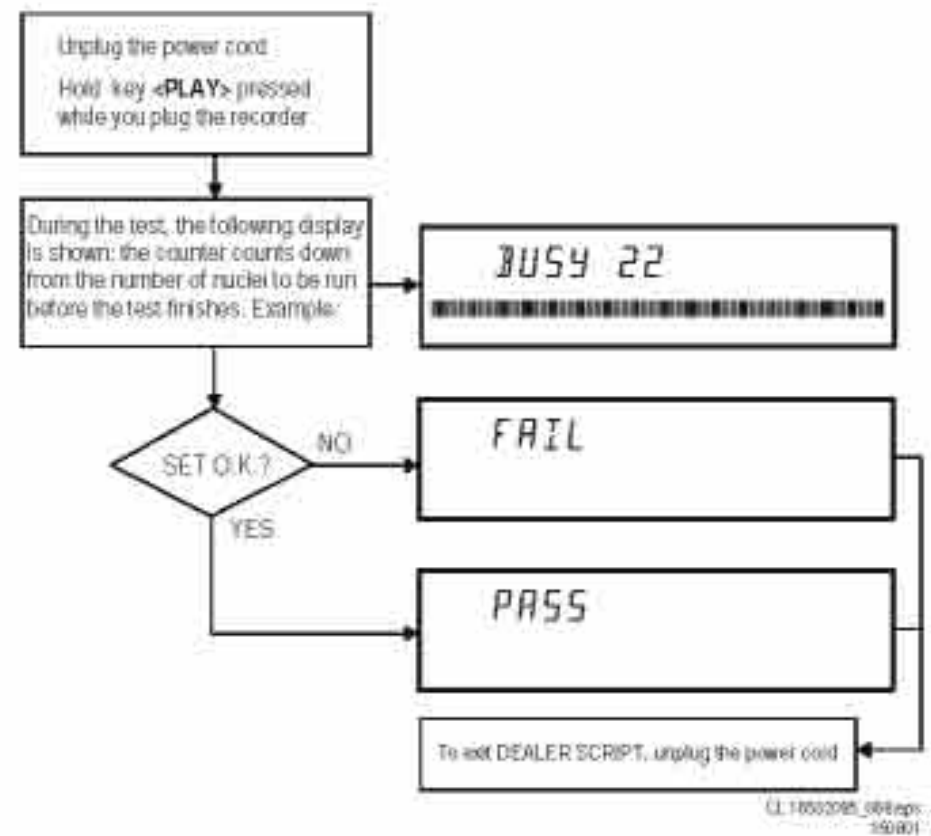 Unplug the power cord.
Hold key <PLAY> pressed
while you plug the recorder
During the test, the following display
is shown: the counter counts down
from the number of nuclei to be run
before the test finishes. Example:
BUSY 22
SET O.K.?
NO
FAIL
YES
PASS
To exit DEALER SCRIPT, unplug the power cord